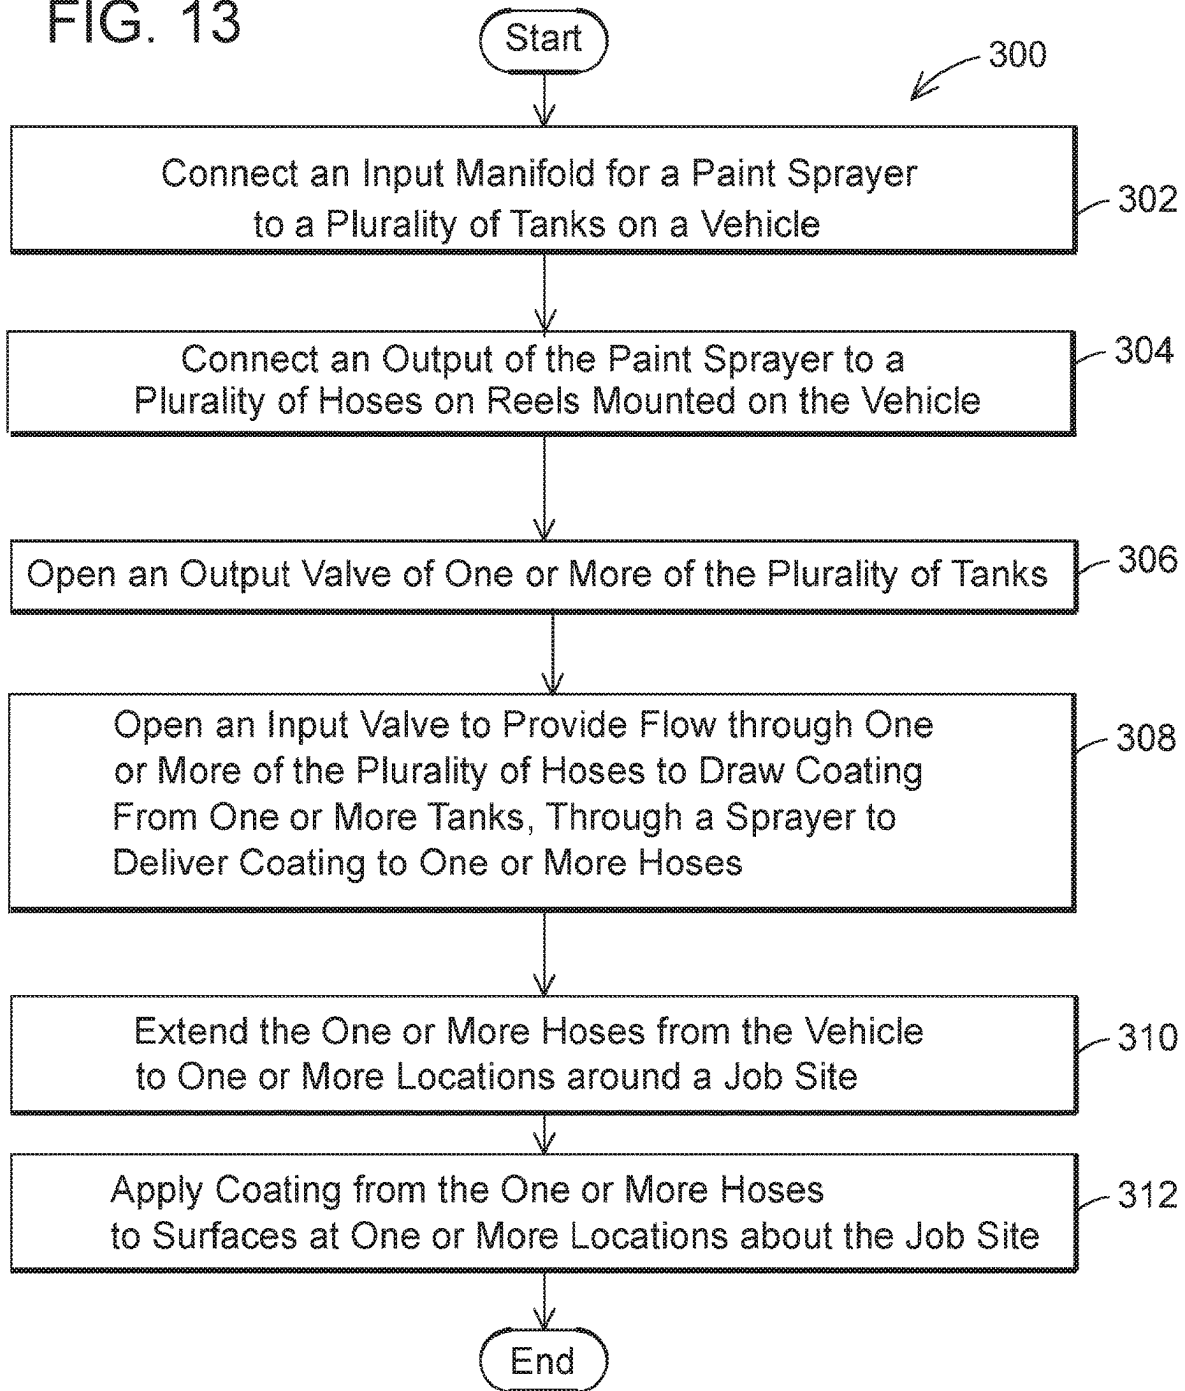 FIG. 13
Start
300
Connect an Input Manifold for a Paint Sprayer
to a Plurality of Tanks on a Vehicle
302
Connect an Output of the Paint Sprayer to a
Plurality of Hoses on Reels Mounted on the Vehicle
304
Open an Output Valve of One or More of the Plurality of Tanks
306
Open an Input Valve to Provide Flow through One
or More of the Plurality of Hoses to Draw Coating
From One or More Tanks, Through a Sprayer to
Deliver Coating to One or More Hoses
308
Extend the One or More Hoses from the Vehicle
to One or More Locations around a Job Site
310
Apply Coating from the One or More Hoses
to Surfaces at One or More Locations about the Job Site
312
End